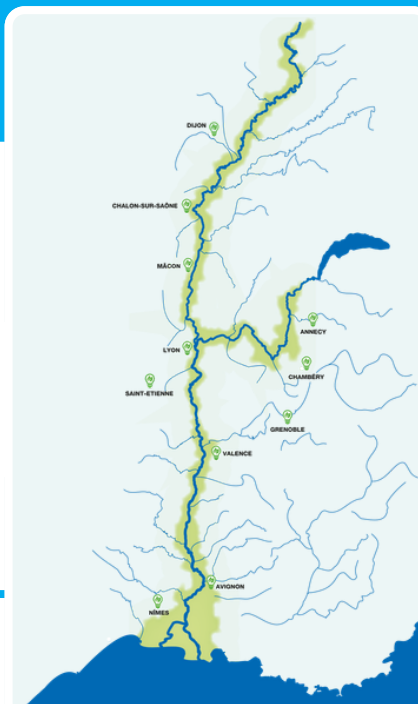 DIJON
CHALON-SUR-SAÔNE
MÂCON
ANNECY
LYON
CHAMBÉRY
SAINT-ETIENNE
GRENOBLE
VALENCE
AVIGNON
NÎMES